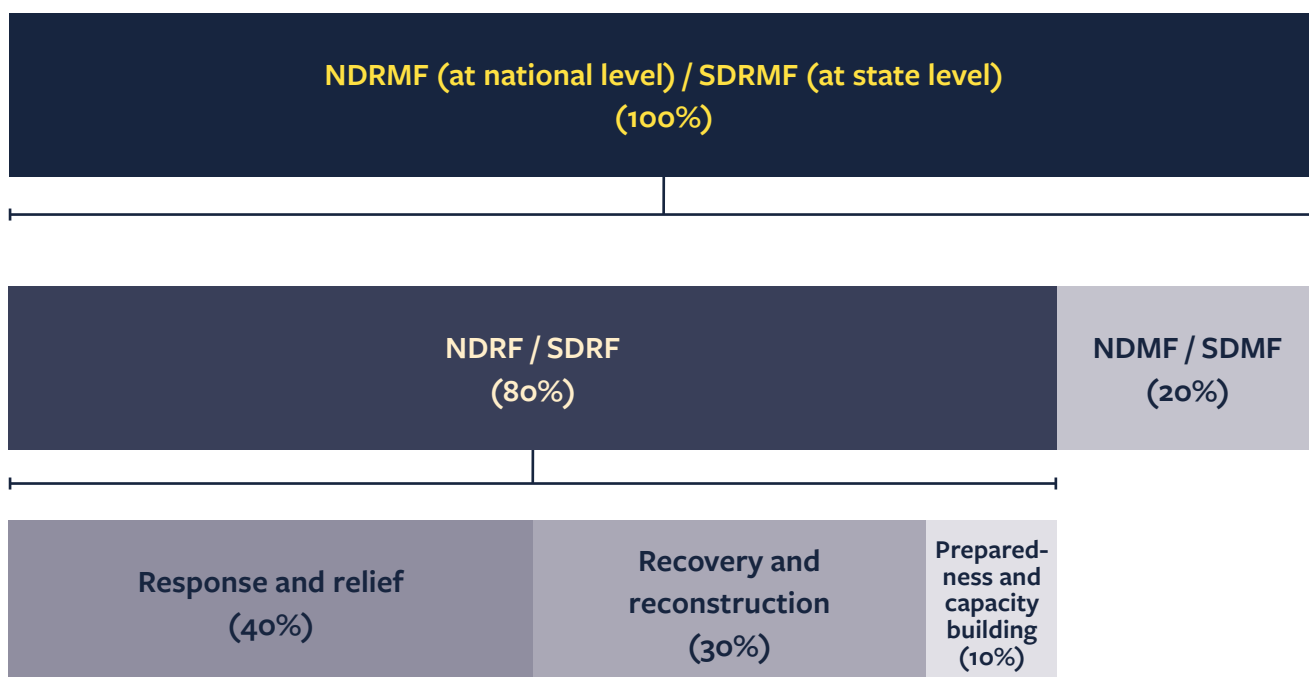 NDRMF (at national level) / SDRMF (at state level)
(100%)
NDRF / SDRF
(80%)
NDMF / SDMF
(20%)
Response and relief
(40%)
Recovery and
reconstruction
(30%)
Prepared-
ness and
capacity
building
(10%)